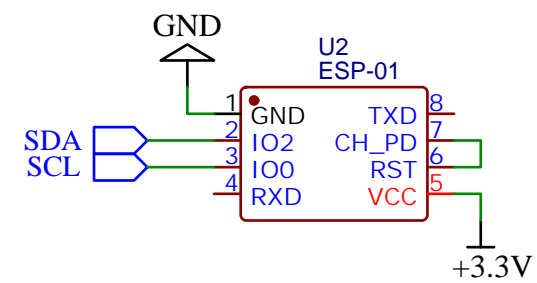 GND
U2
ESP-01
1 GND TXD 8
SDA 2 IO2 CH_PD 7
SCL 3 IO0 RST 6
4 RXD VCC 5
+3.3V